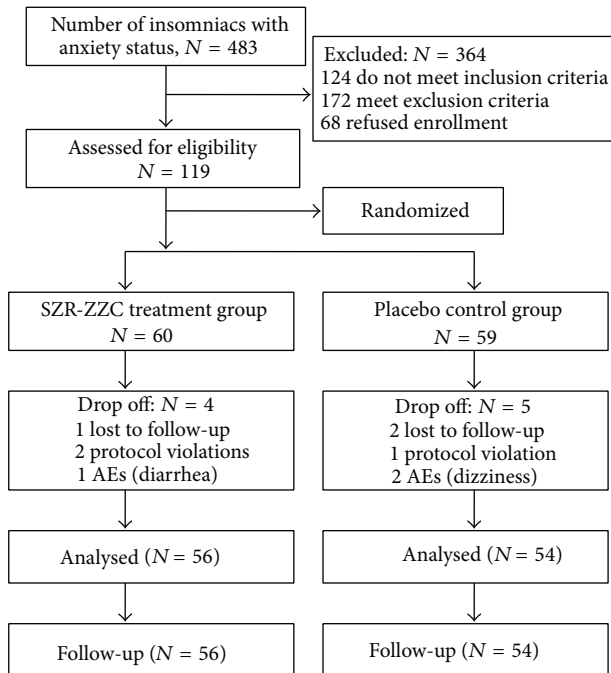 Number of insomniacs with
anxiety status, N = 483
Excluded: N = 364
124 do not meet inclusion criteria
172 meet exclusion criteria
68 refused enrollment
Assessed for eligibility
N = 119
Randomized
SZR-ZZC treatment group
N = 60
Placebo control group
N = 59
Drop off: N = 4
1 lost to follow-up
2 protocol violations
1 AEs (diarrhea)
Drop off: N = 5
2 lost to follow-up
1 protocol violation
2 AEs (dizziness)
Analysed (N = 56)
Analysed (N = 54)
Follow-up (N = 56)
Follow-up (N = 54)